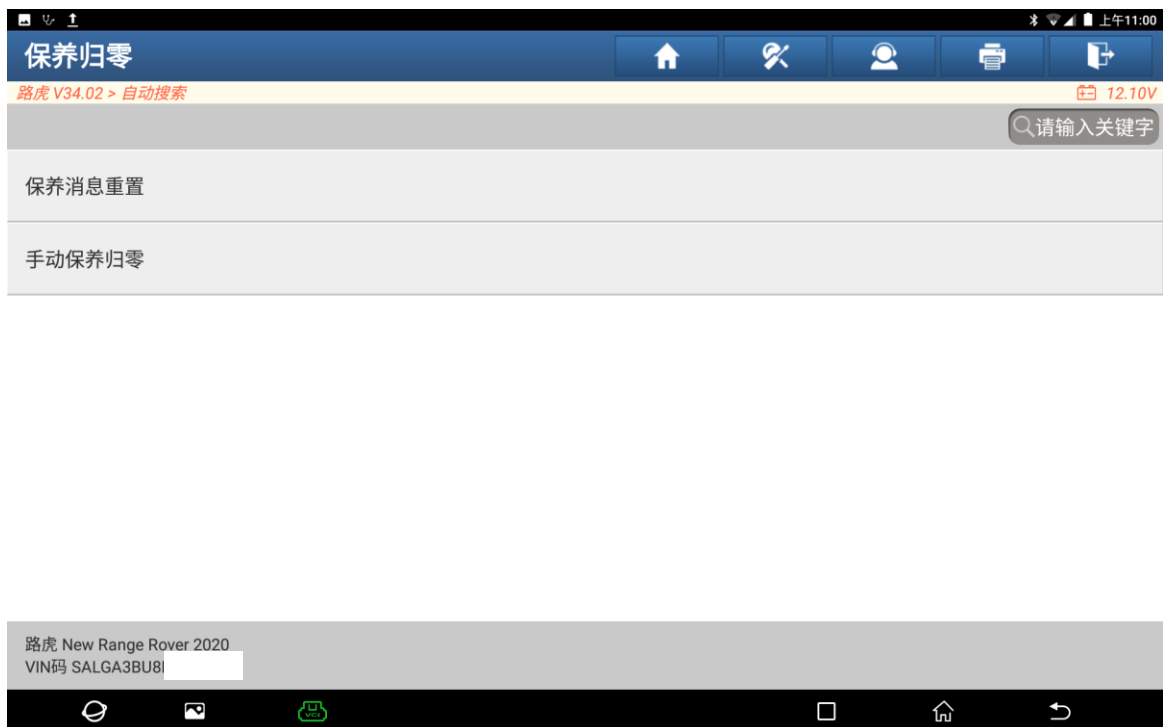 上午11:00
保养归零
路虎 V34.02 > 自动搜索
12.10V
请输入关键字
保养消息重置
手动保养归零
路虎 New Range Rover 2020
VIN码 SALGA3BU8
VCI